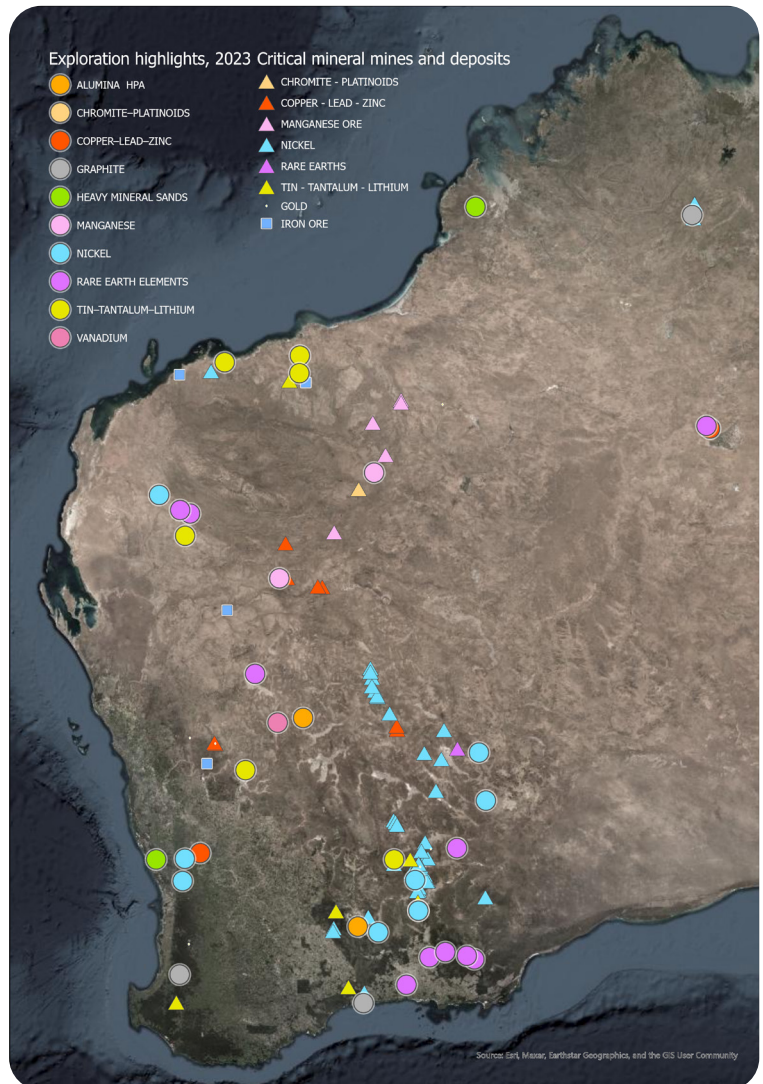 Exploration highlights, 2023
ALUMINA HPA
CHROMITE–PLATINOIDS
COPPER–LEAD–ZINC
GRAPHITE
HEAVY MINERAL SANDS
MANGANESE
NICKEL
RARE EARTH ELEMENTS
TIN–TANTALUM–LITHIUM
VANADIUM
Critical mineral mines and deposits
CHROMITE - PLATINOIDS
COPPER - LEAD - ZINC
MANGANESE ORE
NICKEL
RARE EARTHS
TIN - TANTALUM - LITHIUM
GOLD
IRON ORE
Source: Esri, Maxar, Earthstar Geographics, and the GIS User Community